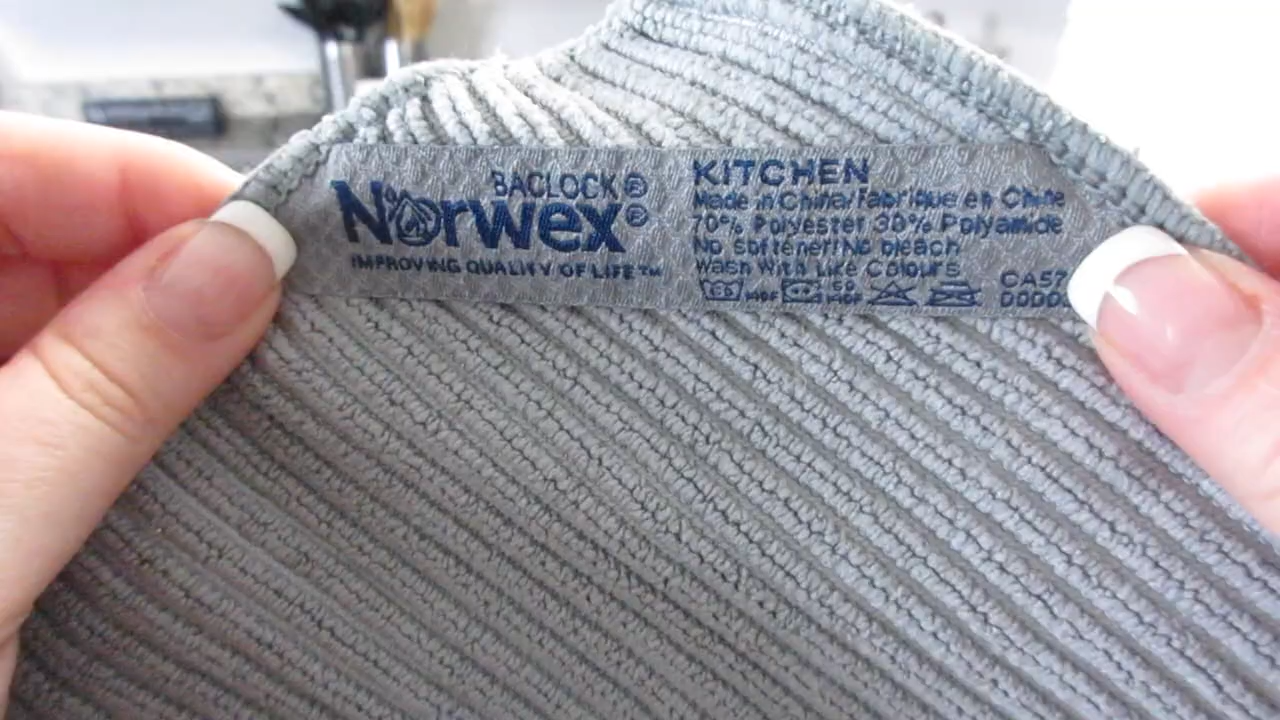 BACLOCK®
Norwex®
IMPROVING QUALITY OF LIFE™
KITCHEN
Made in China/Fabriqué en Chine
70% Polyester 30% Polyamide
No softener/No bleach
Wash With Like Colours
CA57